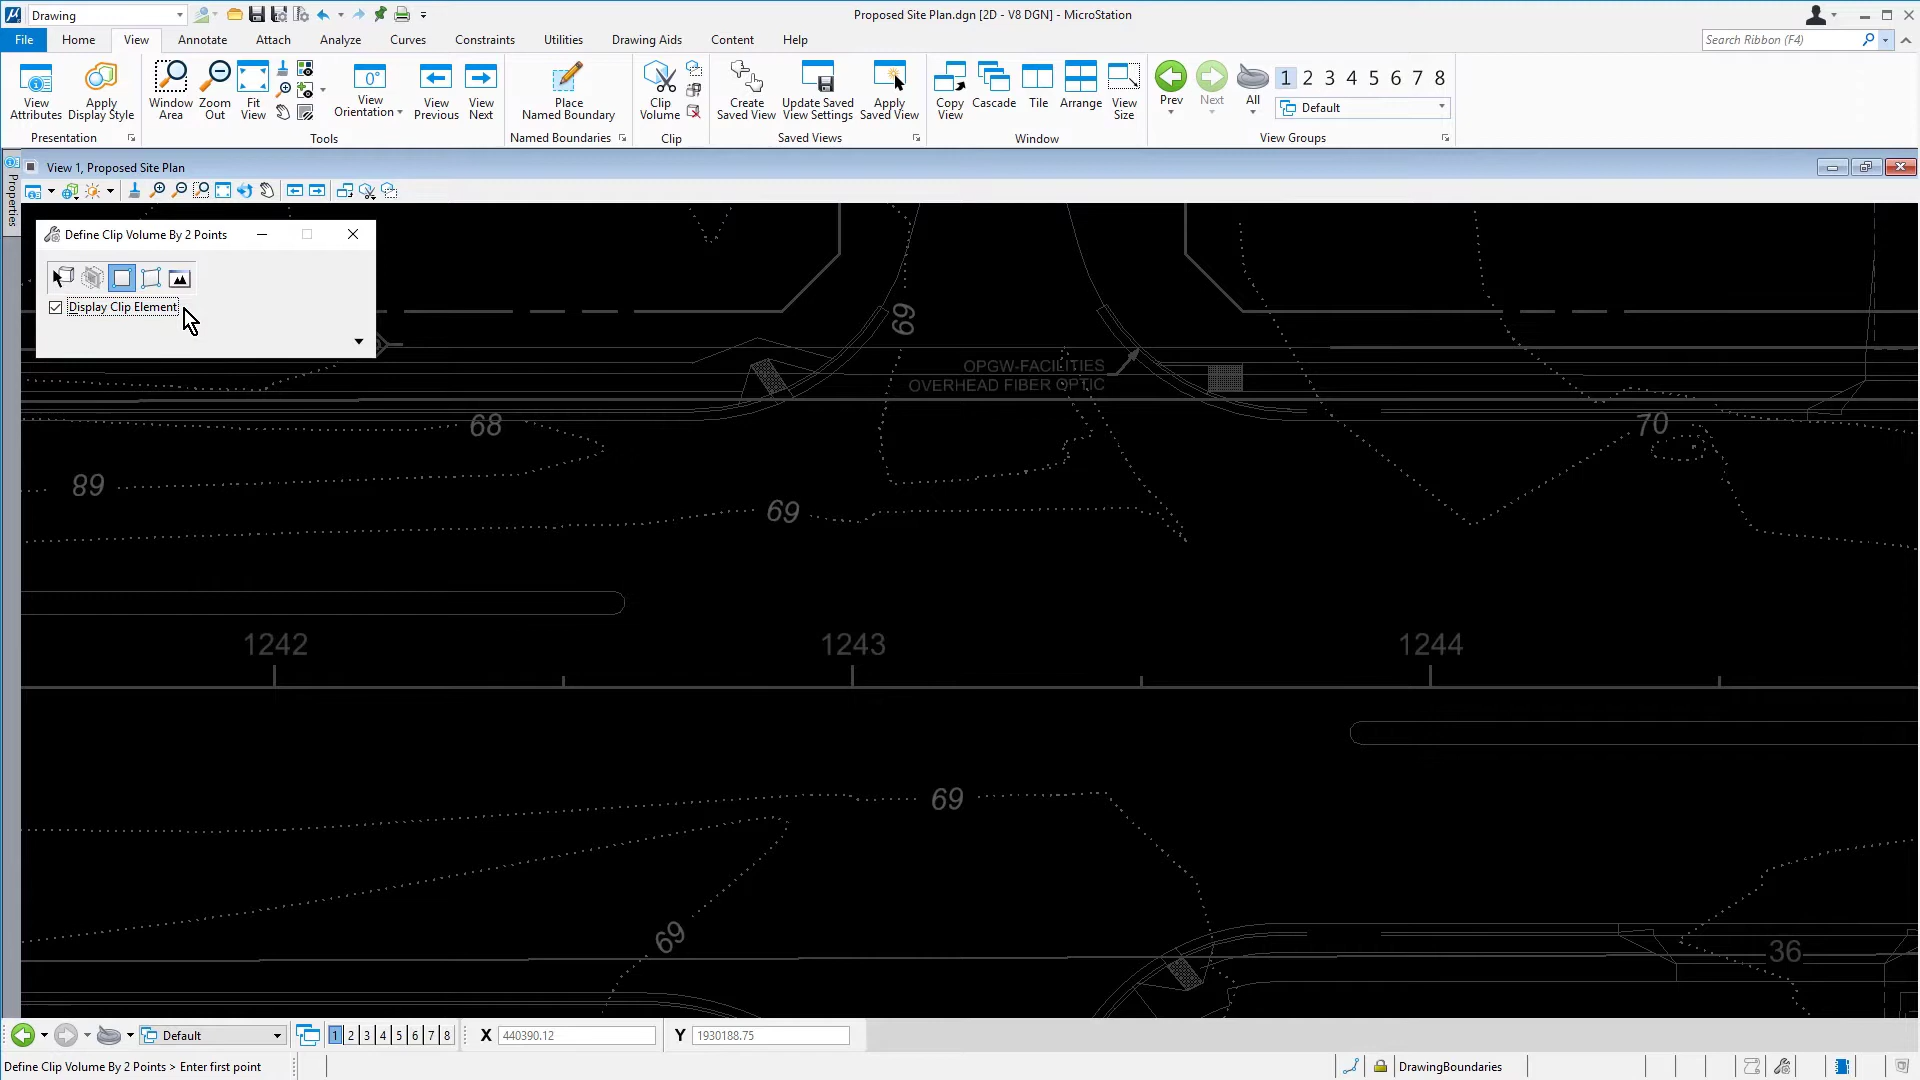 Drawing
Proposed Site Plan.dgn [2D - V8 DGN] - MicroStation
File Home View Annotate Attach Analyze Curves Constraints Utilities Drawing Aids Content Help
Search Ribbon (F4)
View Attributes
Apply Display Style
Window Area
Zoom Out
Fit View
View Orientation
View Previous
View Next
Place Named Boundary
Clip Volume
Create Saved View
Update Saved View Settings
Apply Saved View
Copy View
Cascade
Tile
Arrange
View Size
Prev
Next
All
1 2 3 4 5 6 7 8
Default
Presentation
Tools
Named Boundaries
Clip
Saved Views
Window
View Groups
View 1, Proposed Site Plan
Properties
Define Clip Volume By 2 Points
Display Clip Element
69
OPGW-FACILITIES
OVERHEAD FIBER OPTIC
68
70
89
69
1242
1243
1244
69
69
36
Default
1 2 3 4 5 6 7 8
X 440390.12
Y 1930188.75
Define Clip Volume By 2 Points > Enter first point
DrawingBoundaries